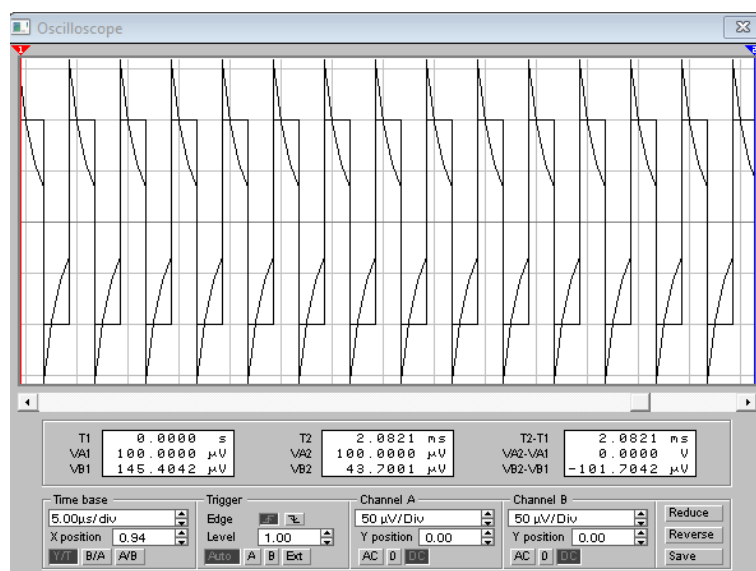 Oscilloscope
1
T1 0.0000 s T2 2.0821 ms T2-T1 2.0821 ms
VA1 100.0000 µV VA2 100.0000 µV VA2-VA1 0.0000 V
VB1 145.4042 µV VB2 43.7001 µV VB2-VB1 -101.7042 µV
Time base Trigger Channel A Channel B
5.00µs/div Edge 50 µV/Div 50 µV/Div Reduce
X position 0.94 Level 1.00 Y position 0.00 Y position 0.00 Reverse
Y/T B/A A/B Auto A B Ext AC 0 DC AC 0 DC Save